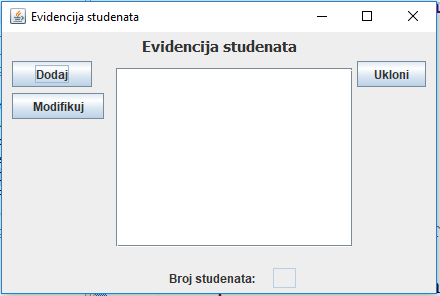 Evidencija studenata
Evidencija studenata
Dodaj
Ukloni
Modifikuj
Broj studenata: